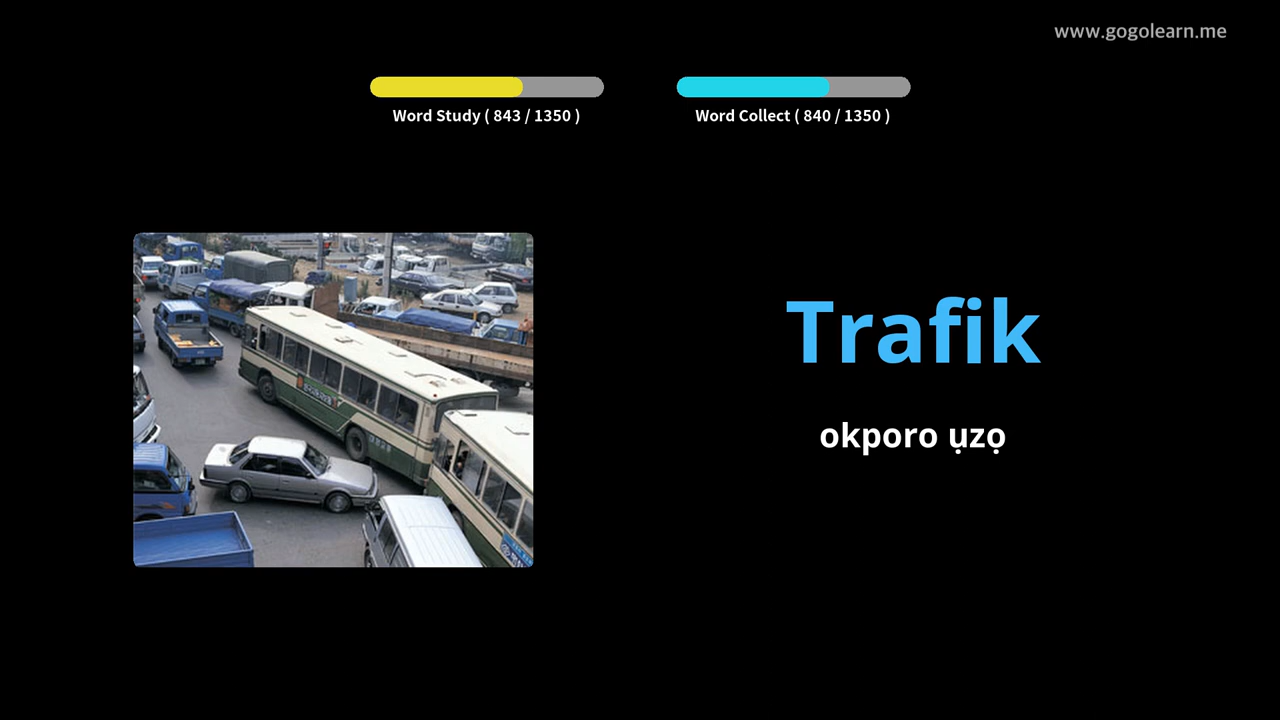 www.gogolearn.me
Word Study ( 843 / 1350 )
Word Collect ( 840 / 1350 )
Trafik
okporo ụzọ